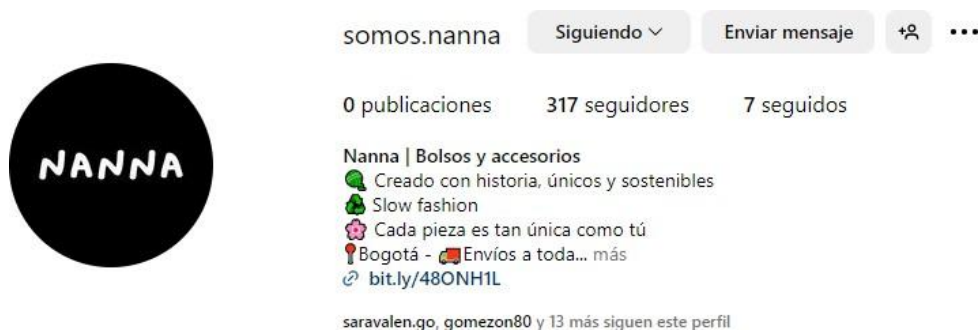 somos.nanna Siguiendo Enviar mensaje
0 publicaciones 317 seguidores 7 seguidos
NANNA
Nanna | Bolsos y accesorios
Creado con historia, únicos y sostenibles
Slow fashion
Cada pieza es tan única como tú
Bogotá - Envíos a toda... más
bit.ly/48ONH1L
saravalen.go, gomezon80 y 13 más siguen este perfil